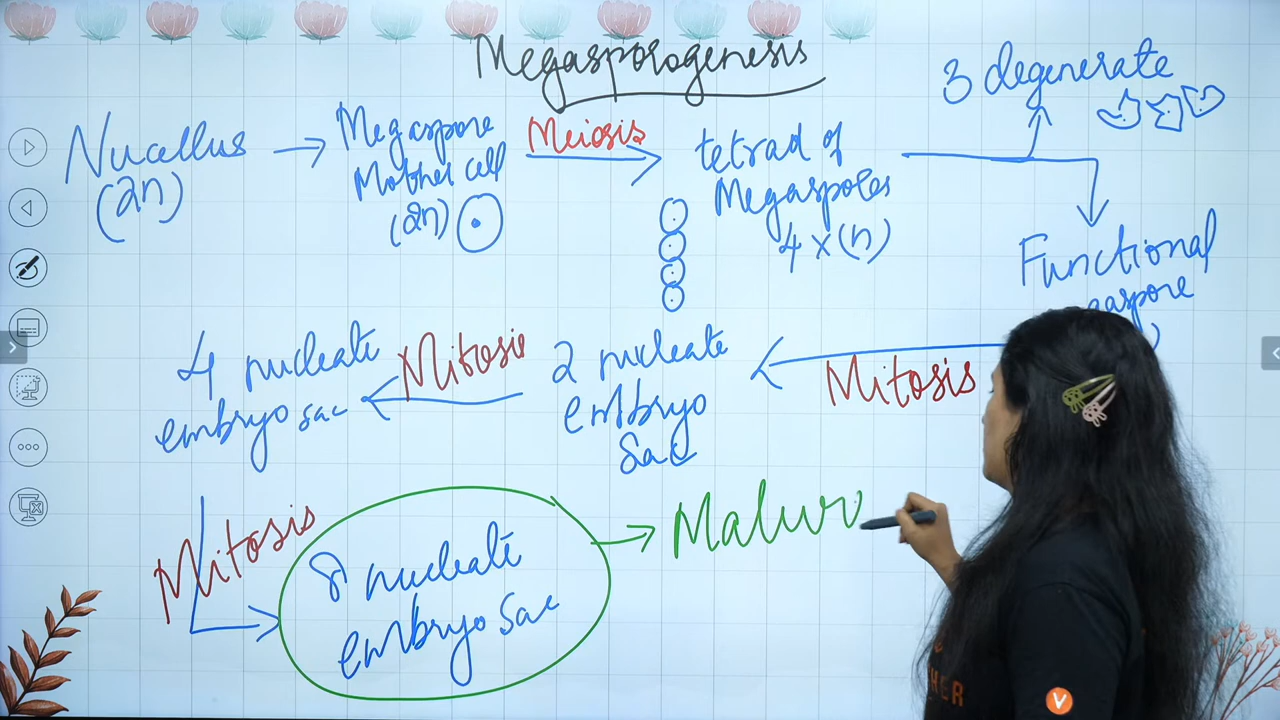 Megasporogenesis
3 degenerate
Nucellus
(2n)
Megaspore
Mother cell
(2n)
Meiosis
tetrad of
Megaspores
4 x (n)
Functional
4 nucleate
embryo sac
Mitosis
2 nucleate
embryo
Sac
Mitosis
Mitosis
8 nucleate
embryo sac
Matur
V